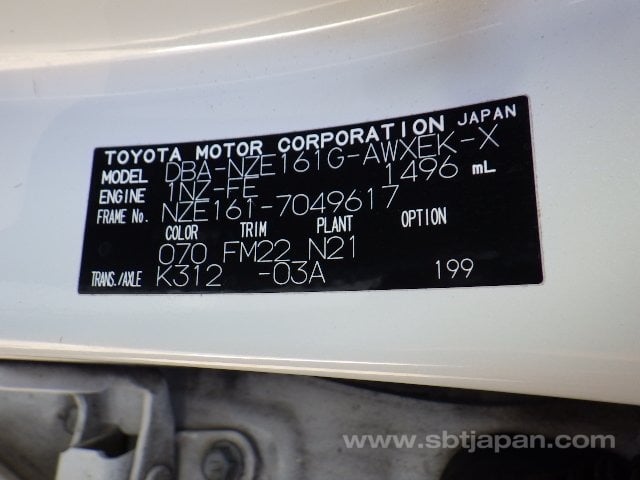 TOYOTA MOTOR CORPORATION JAPAN
MODEL DBA-NZE161G-AWXEK-X
ENGINE 1NZ-FE 1496 mL
FRAME No. NZE161-7049617
COLOR TRIM PLANT OPTION
070 FM22 N21
TRANS./AXLE K312 -03A 199
www.sbtjapan.com